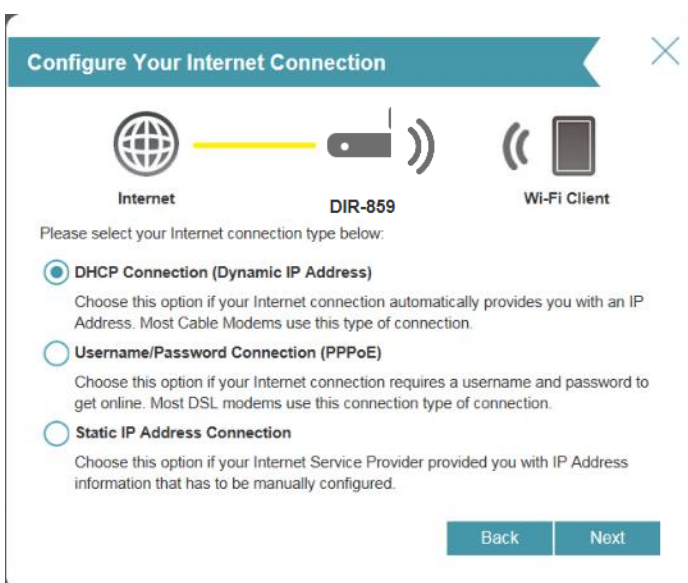 Configure Your Internet Connection
Internet
DIR-859
Wi-Fi Client
Please select your Internet connection type below:
DHCP Connection (Dynamic IP Address)
Choose this option if your Internet connection automatically provides you with an IP
Address. Most Cable Modems use this type of connection.
Username/Password Connection (PPPoE)
Choose this option if your Internet connection requires a username and password to
get online. Most DSL modems use this connection type of connection.
Static IP Address Connection
Choose this option if your Internet Service Provider provided you with IP Address
information that has to be manually configured.
Back Next